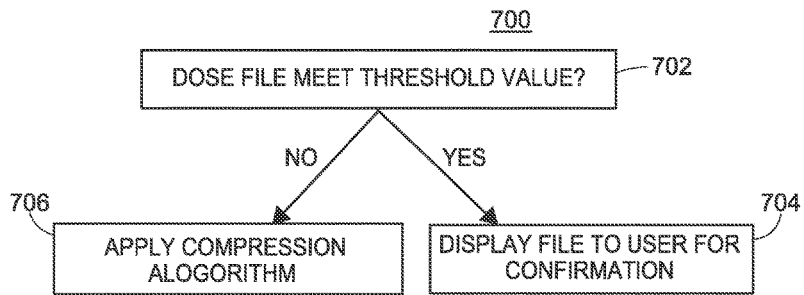 700
DOSE FILE MEET THRESHOLD VALUE?
702
NO
YES
706
APPLY COMPRESSION
ALOGORITHM
704
DISPLAY FILE TO USER FOR
CONFIRMATION